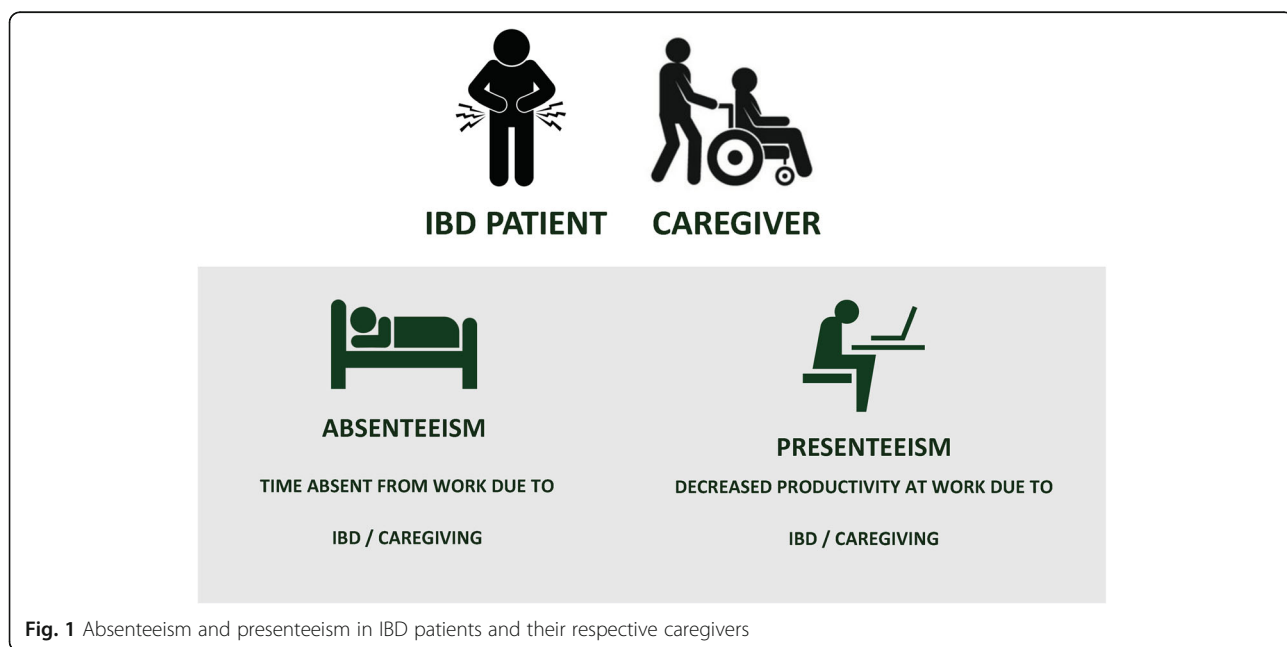 IBD PATIENT CAREGIVER
ABSENTEEISM
TIME ABSENT FROM WORK DUE TO
IBD / CAREGIVING
PRESENTEEISM
DECREASED PRODUCTIVITY AT WORK DUE TO
IBD / CAREGIVING
Fig. 1 Absenteeism and presenteeism in IBD patients and their respective caregivers